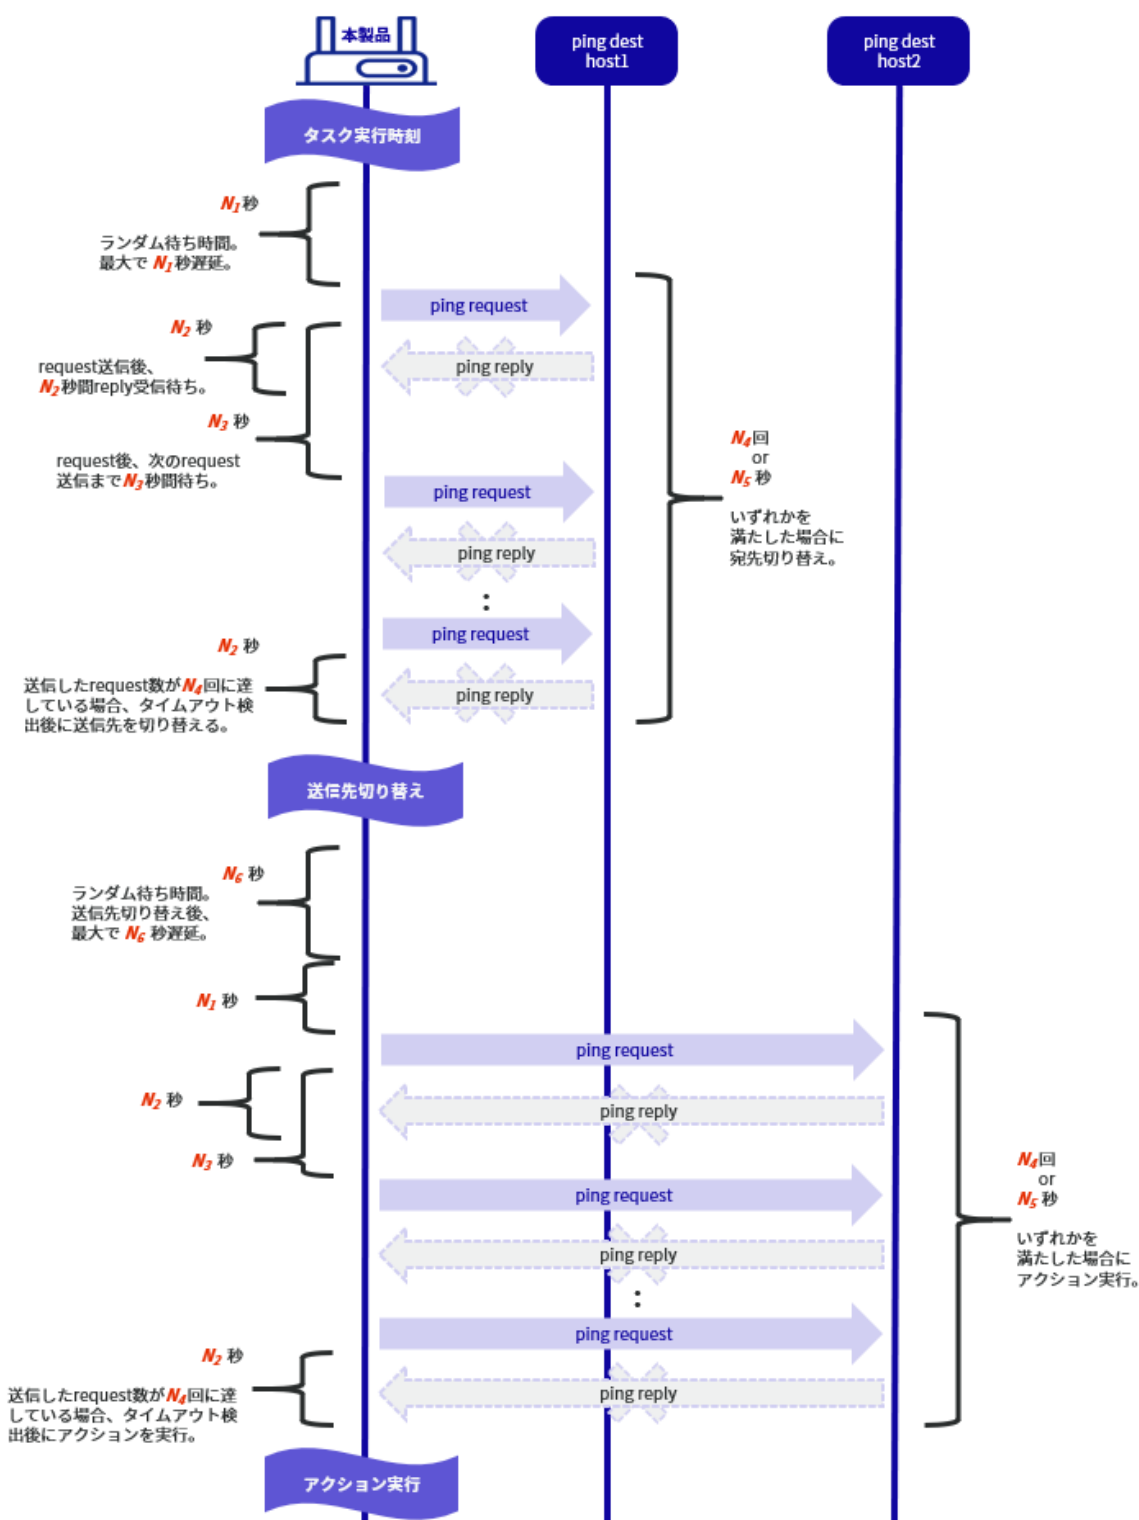 本製品
ping dest
host1
ping dest
host2
タスク実行時刻
N1秒
ランダム待ち時間。
最大で N1秒遅延。
ping request
N2 秒
request送信後、
N2秒間reply受信待ち。
ping reply
N3 秒
request後、次のrequest
送信までN3秒間待ち。
N4回
or
N5 秒
いずれかを
満たした場合に
宛先切り替え。
ping request
ping reply
:
ping request
N2 秒
送信したrequest数がN4回に達
している場合、タイムアウト検
出後に送信先を切り替える。
ping reply
送信先切り替え
N6 秒
ランダム待ち時間。
送信先切り替え後、
最大で N6 秒遅延。
N1 秒
ping request
N2 秒
ping reply
N3 秒
N4回
or
N5 秒
いずれかを
満たした場合に
アクション実行。
ping request
ping reply
:
ping request
N2 秒
送信したrequest数がN4回に達
している場合、タイムアウト検
出後にアクションを実行。
ping reply
アクション実行